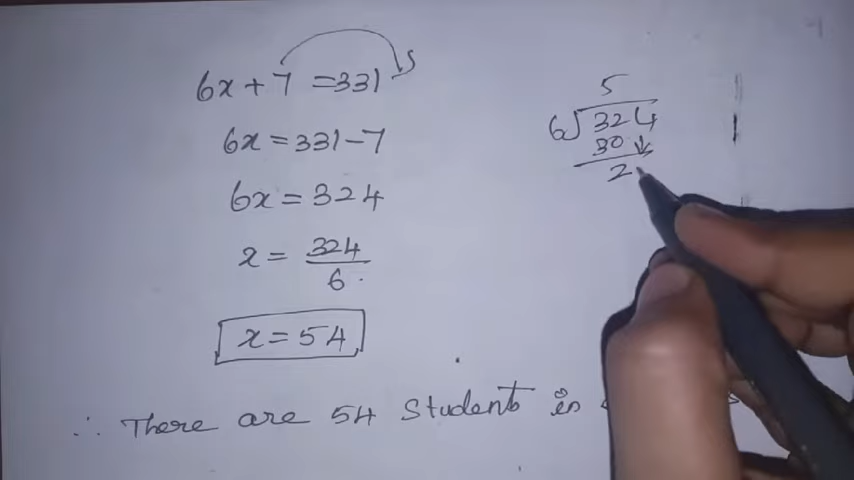 6x + 7 = 331
6x = 331 - 7
6x = 324
x = 324/6
x = 54
∴ There are 54 Student in
5
6) 324
30 ↓
2